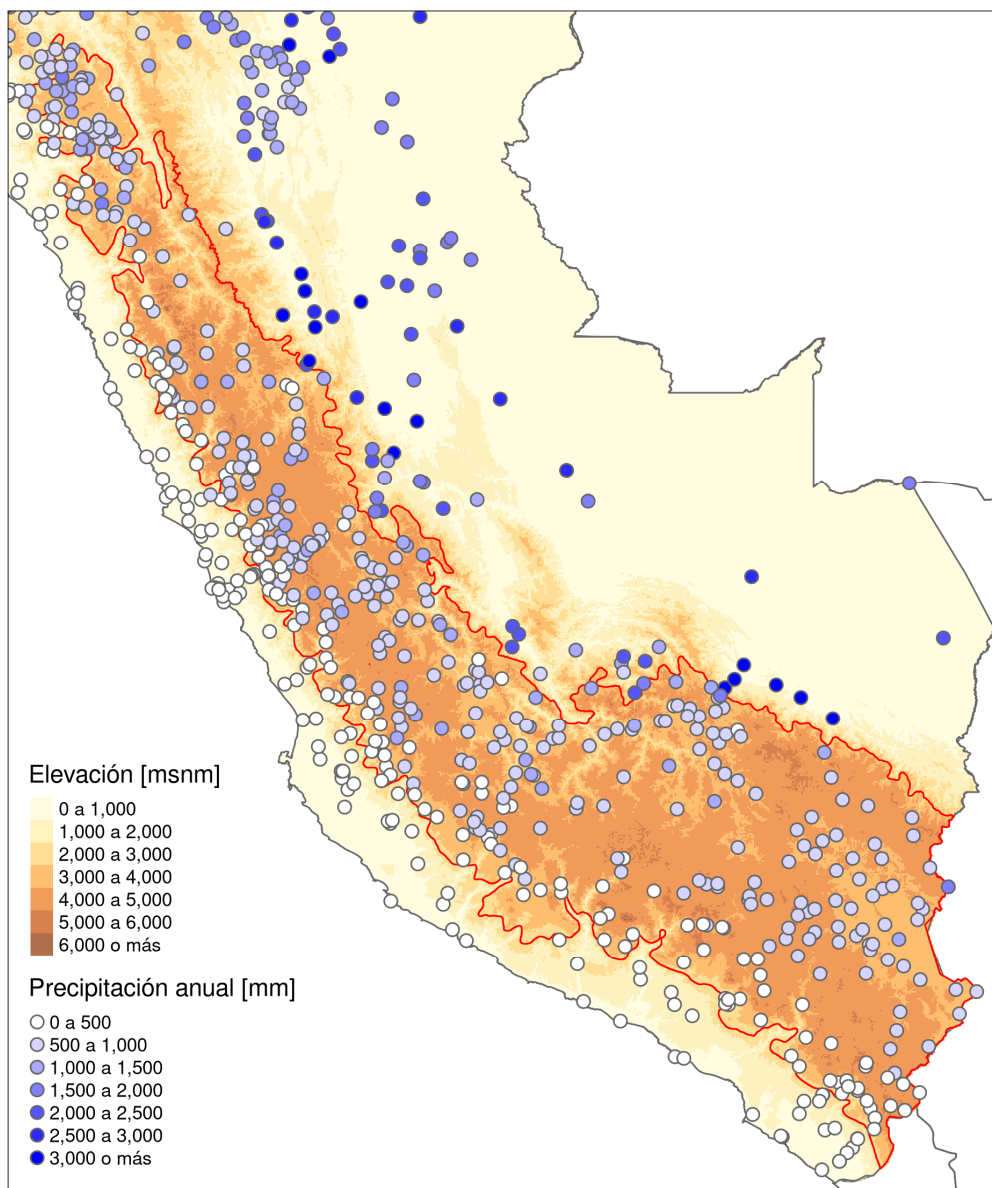 Elevación [msnm]
0 a 1,000
1,000 a 2,000
2,000 a 3,000
3,000 a 4,000
4,000 a 5,000
5,000 a 6,000
6,000 o más
Precipitación anual [mm]
0 a 500
500 a 1,000
1,000 a 1,500
1,500 a 2,000
2,000 a 2,500
2,500 a 3,000
3,000 o más